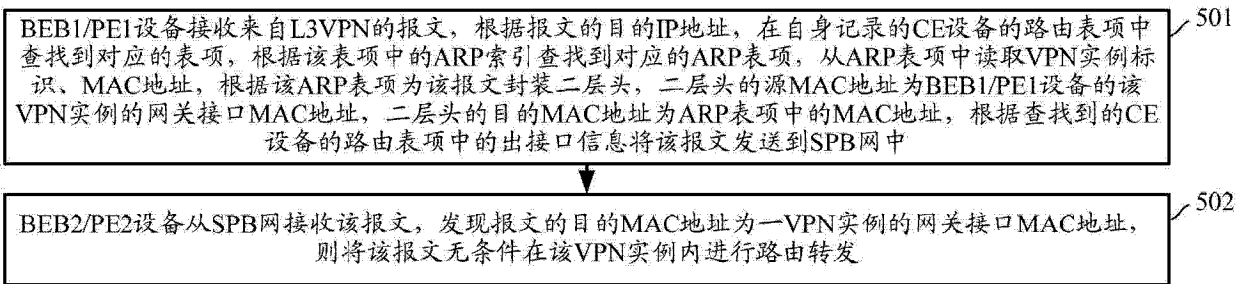 BEB1/PE1设备接收来自L3VPN的报文，根据报文的目的IP地址，在自身记录的CE设备的路由表项中
查找到对应的表项，根据该表项中的ARP索引查找到对应的ARP表项，从ARP表项中读取VPN实例标
识、MAC地址，根据该ARP表项为该报文封装二层头，二层头的源MAC地址为BEB1/PE1设备的该
VPN实例的网关接口MAC地址，二层头的目的MAC地址为ARP表项中的MAC地址，根据查找到的CE
设备的路由表项中的出接口信息将该报文发送到SPB网中
501
BEB2/PE2设备从SPB网接收该报文，发现报文的目的MAC地址为一VPN实例的网关接口MAC地址，
则将该报文无条件在该VPN实例内进行路由转发
502